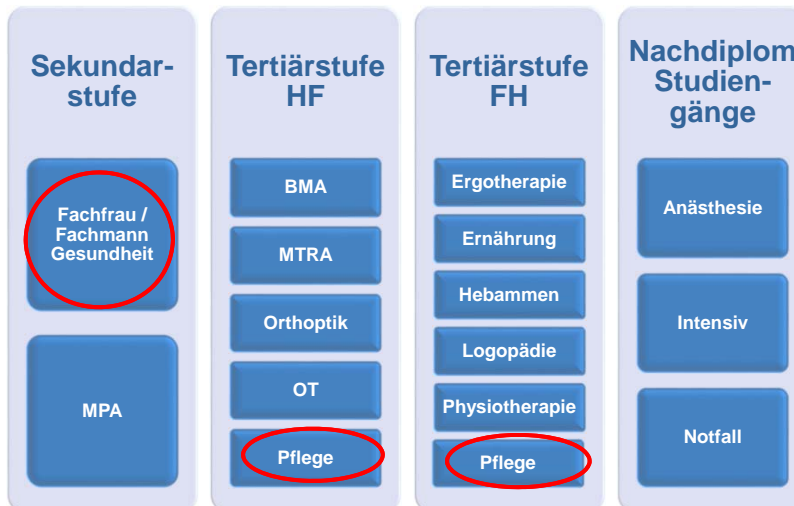 Sekundar-
stufe
Fachfrau /
Fachmann
Gesundheit
MPA
Tertiärstufe
HF
BMA
MTRA
Orthoptik
OT
Pflege
Tertiärstufe
FH
Ergotherapie
Ernährung
Hebammen
Logopädie
Physiotherapie
Pflege
Nachdiplom
Studien-
gänge
Anästhesie
Intensiv
Notfall